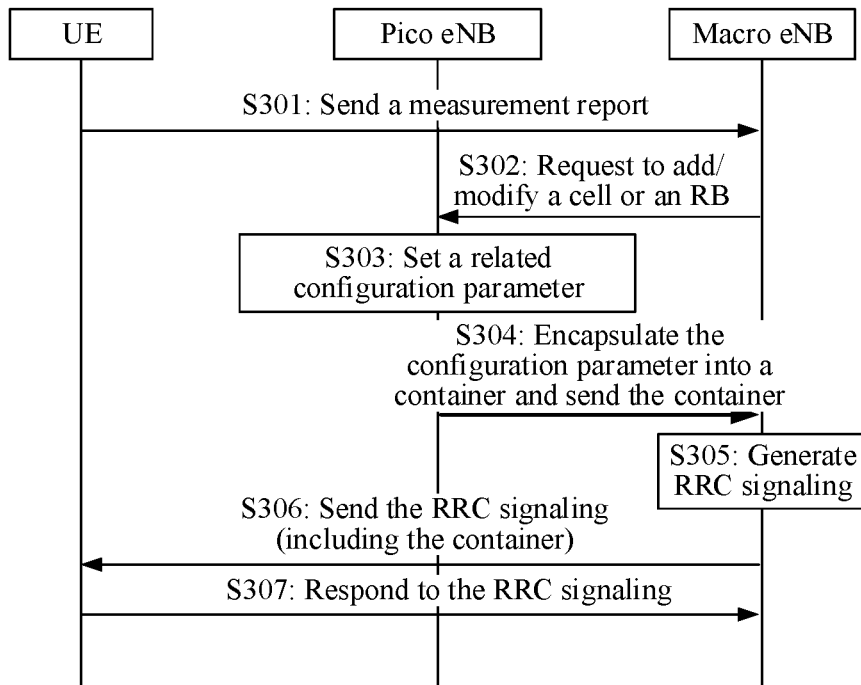 UE
Pico eNB
Macro eNB
S301: Send a measurement report
S302: Request to add/
modify a cell or an RB
S303: Set a related
configuration parameter
S304: Encapsulate the
configuration parameter into a
container and send the container
S305: Generate
RRC signaling
S306: Send the RRC signaling
(including the container)
S307: Respond to the RRC signaling